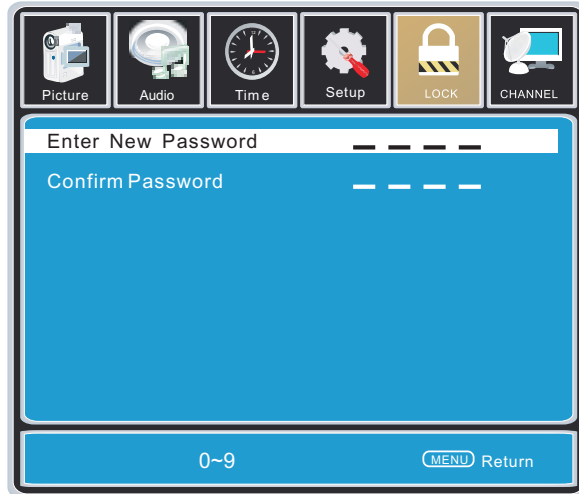 Picture Audio Time Setup LOCK CHANNEL
Enter New Password _ _ _ _
Confirm Password _ _ _ _
0~9 MENU Return